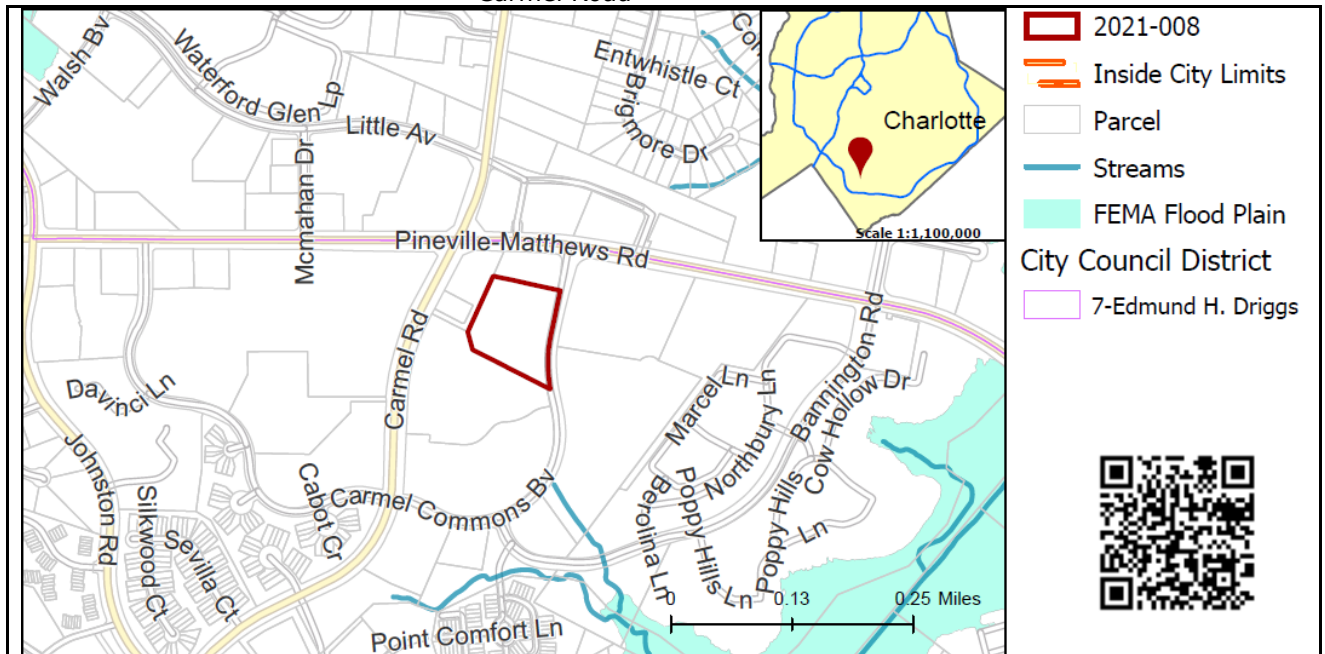 Carmel Road
Walsh Bv
Waterford Glen Lp
Little Av
Mcmahan Dr
Entwhistle Ct
Brigmore Dr
Pineville-Matthews Rd
Carmel Rd
Davinci Ln
Johnston Rd
Silkwood Ct
Sevilla Ct
Cabot Cr
Carmel Commons Bv
Marcel Ln
Northbury Ln
Bannington Rd
Cow Hollow Dr
Berolina Ln
Poppy Hills Ln
Poppy Hills Ln
Point Comfort Ln
0 0.13 0.25 Miles
Charlotte
Scale 1:1,100,000
2021-008
Inside City Limits
Parcel
Streams
FEMA Flood Plain
City Council District
7-Edmund H. Driggs